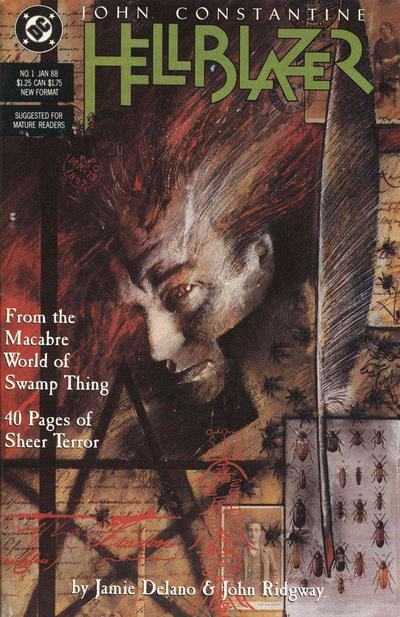 DC
JOHN CONSTANTINE
HELLBLAZER
NO. 1 JAN 88
$1.25 CAN $1.75
NEW FORMAT
SUGGESTED FOR
MATURE READERS
From the
Macabre
World of
Swamp Thing
40 Pages of
Sheer Terror
by Jamie Delano & John Ridgway